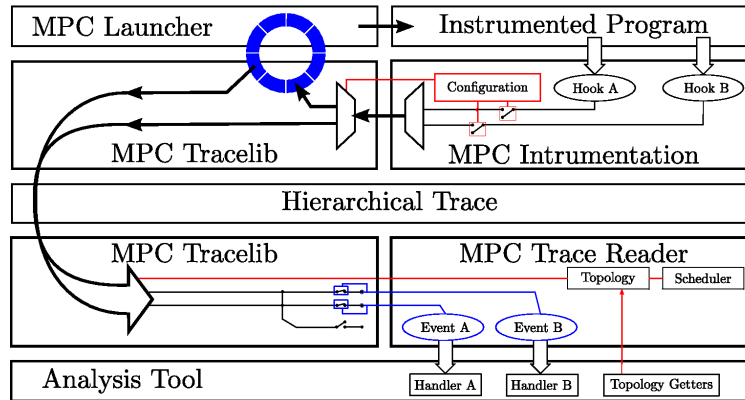 MPC Launcher
Instrumented Program
Configuration
Hook A
Hook B
MPC Tracelib
MPC Intrumentation
Hierarchical Trace
MPC Tracelib
MPC Trace Reader
Topology
Scheduler
Event A
Event B
Analysis Tool
Handler A
Handler B
Topology Getters